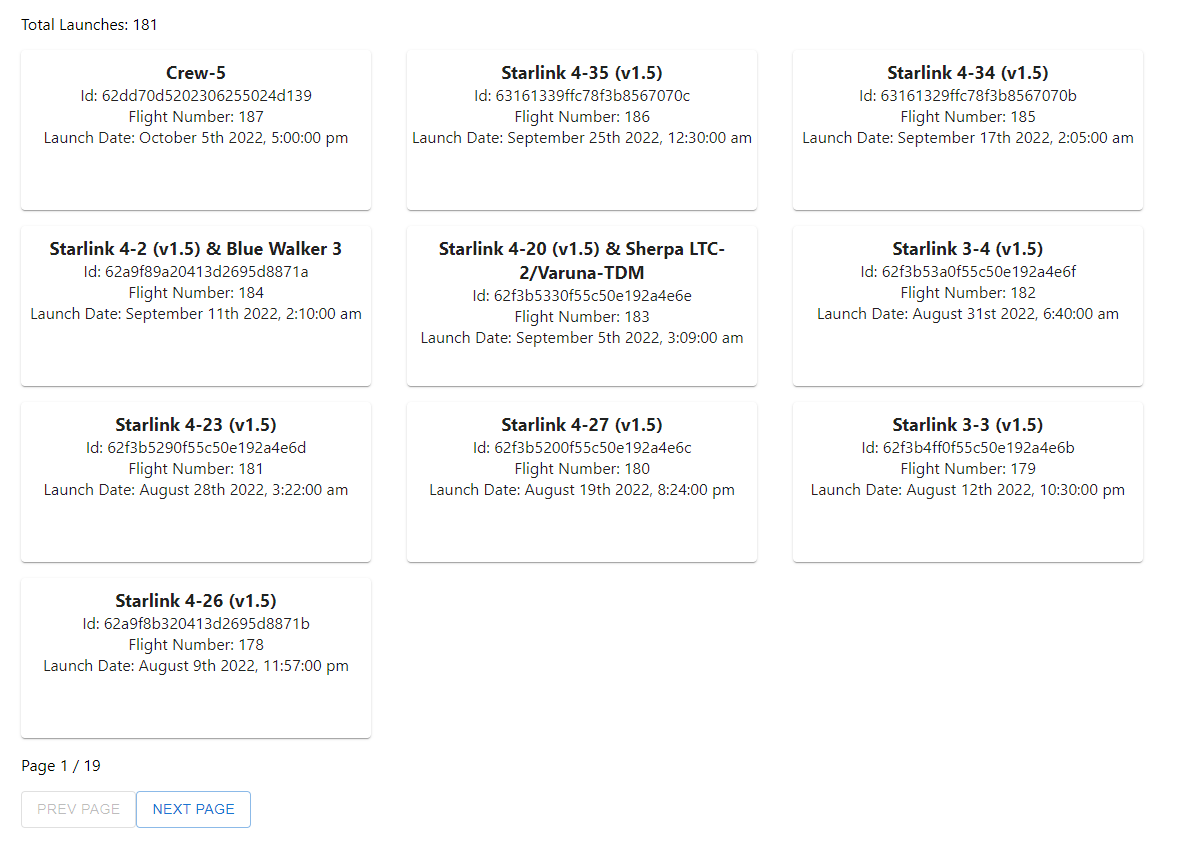 Total Launches: 181
Crew-5
Id: 62dd70d5202306255024d139
Flight Number: 187
Launch Date: October 5th 2022, 5:00:00 pm
Starlink 4-35 (v1.5)
Id: 63161339ffc78f3b8567070c
Flight Number: 186
Launch Date: September 25th 2022, 12:30:00 am
Starlink 4-34 (v1.5)
Id: 63161329ffc78f3b8567070b
Flight Number: 185
Launch Date: September 17th 2022, 2:05:00 am
Starlink 4-2 (v1.5) & Blue Walker 3
Id: 62a9f89a20413d2695d8871a
Flight Number: 184
Launch Date: September 11th 2022, 2:10:00 am
Starlink 4-20 (v1.5) & Sherpa LTC-
2/Varuna-TDM
Id: 62f3b5330f55c50e192a4e6e
Flight Number: 183
Launch Date: September 5th 2022, 3:09:00 am
Starlink 3-4 (v1.5)
Id: 62f3b53a0f55c50e192a4e6f
Flight Number: 182
Launch Date: August 31st 2022, 6:40:00 am
Starlink 4-23 (v1.5)
Id: 62f3b5290f55c50e192a4e6d
Flight Number: 181
Launch Date: August 28th 2022, 3:22:00 am
Starlink 4-27 (v1.5)
Id: 62f3b5200f55c50e192a4e6c
Flight Number: 180
Launch Date: August 19th 2022, 8:24:00 pm
Starlink 3-3 (v1.5)
Id: 62f3b4ff0f55c50e192a4e6b
Flight Number: 179
Launch Date: August 12th 2022, 10:30:00 pm
Starlink 4-26 (v1.5)
Id: 62a9f8b320413d2695d8871b
Flight Number: 178
Launch Date: August 9th 2022, 11:57:00 pm
Page 1 / 19
PREV PAGE NEXT PAGE